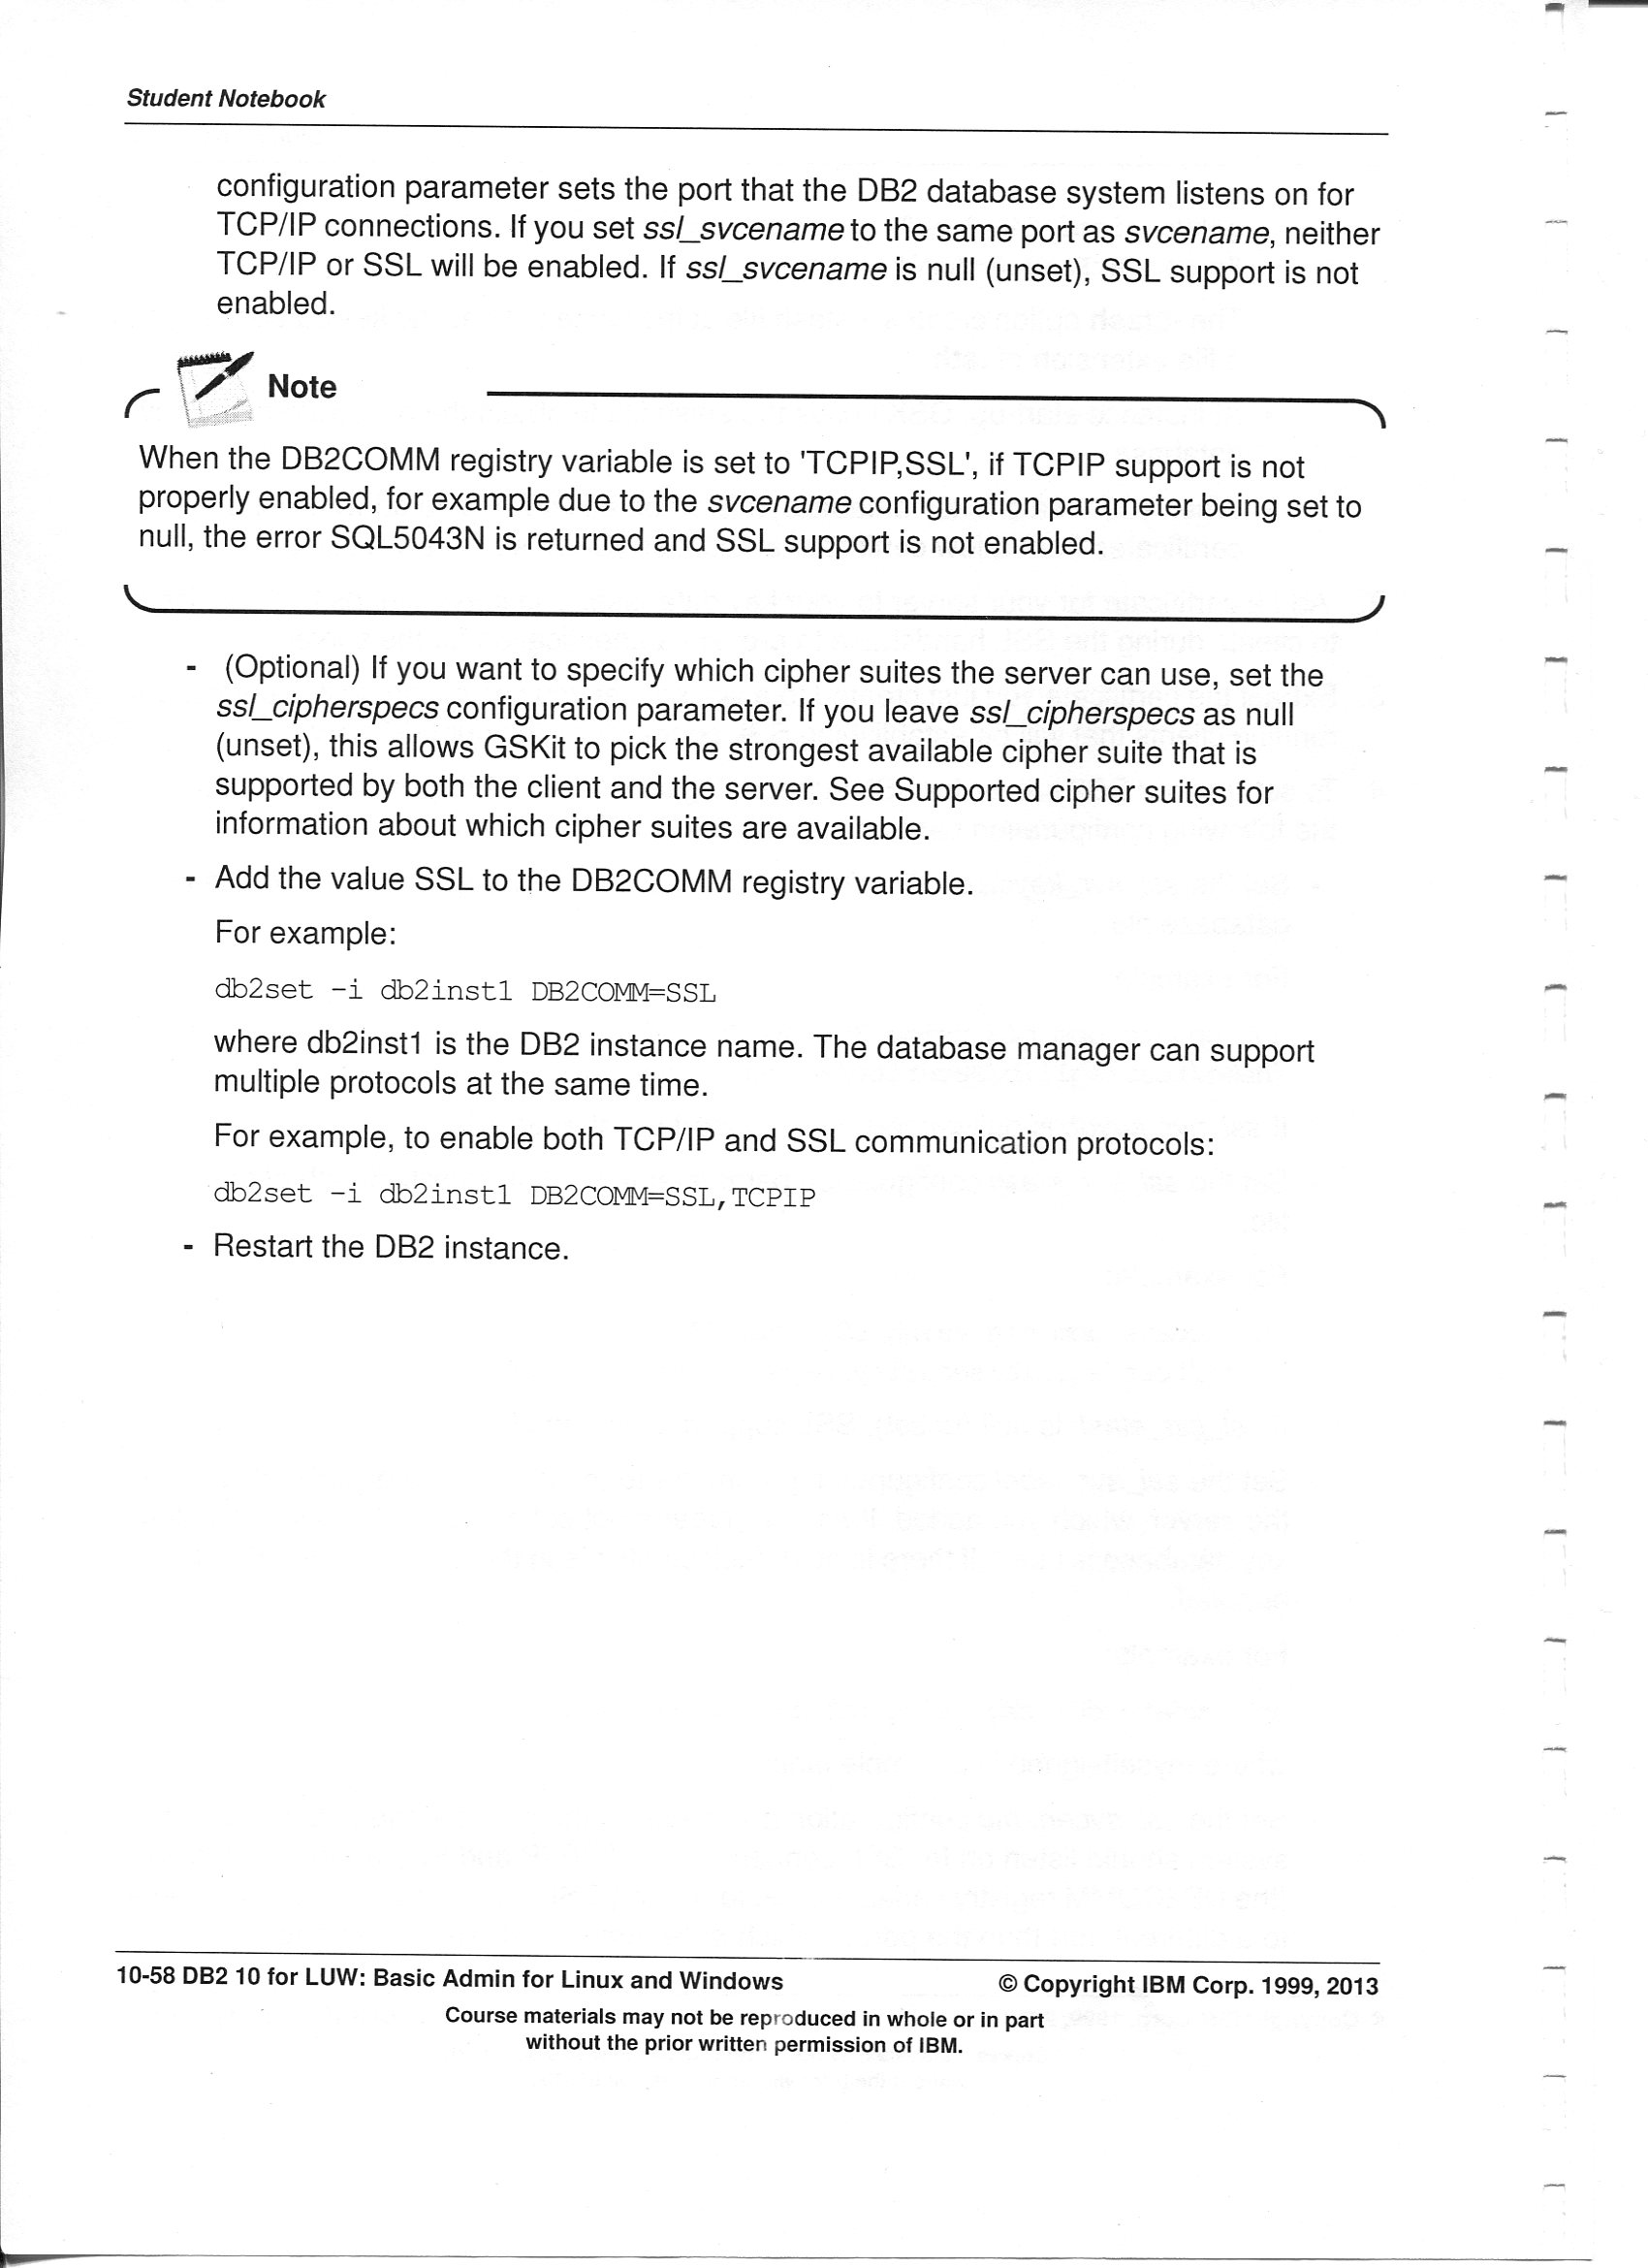 Student Notebook
configuration parameter sets the port that the DB2 database system listens on for
TCP/IP connections. If you set ssl_svcename to the same port as svcename, neither
TCP/IP or SSL will be enabled. If ssl_svcename is null (unset), SSL support is not
enabled.
Note
When the DB2COMM registry variable is set to 'TCPIP,SSL', if TCPIP support is not
properly enabled, for example due to the svcename configuration parameter being set to
null, the error SQL5043N is returned and SSL support is not enabled.
- (Optional) If you want to specify which cipher suites the server can use, set the
ssl_cipherspecs configuration parameter. If you leave ssl_cipherspecs as null
(unset), this allows GSKit to pick the strongest available cipher suite that is
supported by both the client and the server. See Supported cipher suites for
information about which cipher suites are available.
- Add the value SSL to the DB2COMM registry variable.
For example:
db2set -i db2inst1 DB2COMM=SSL
where db2inst1 is the DB2 instance name. The database manager can support
multiple protocols at the same time.
For example, to enable both TCP/IP and SSL communication protocols:
db2set -i db2inst1 DB2COMM=SSL,TCPIP
- Restart the DB2 instance.
10-58 DB2 10 for LUW: Basic Admin for Linux and Windows © Copyright IBM Corp. 1999, 2013
Course materials may not be reproduced in whole or in part
without the prior written permission of IBM.